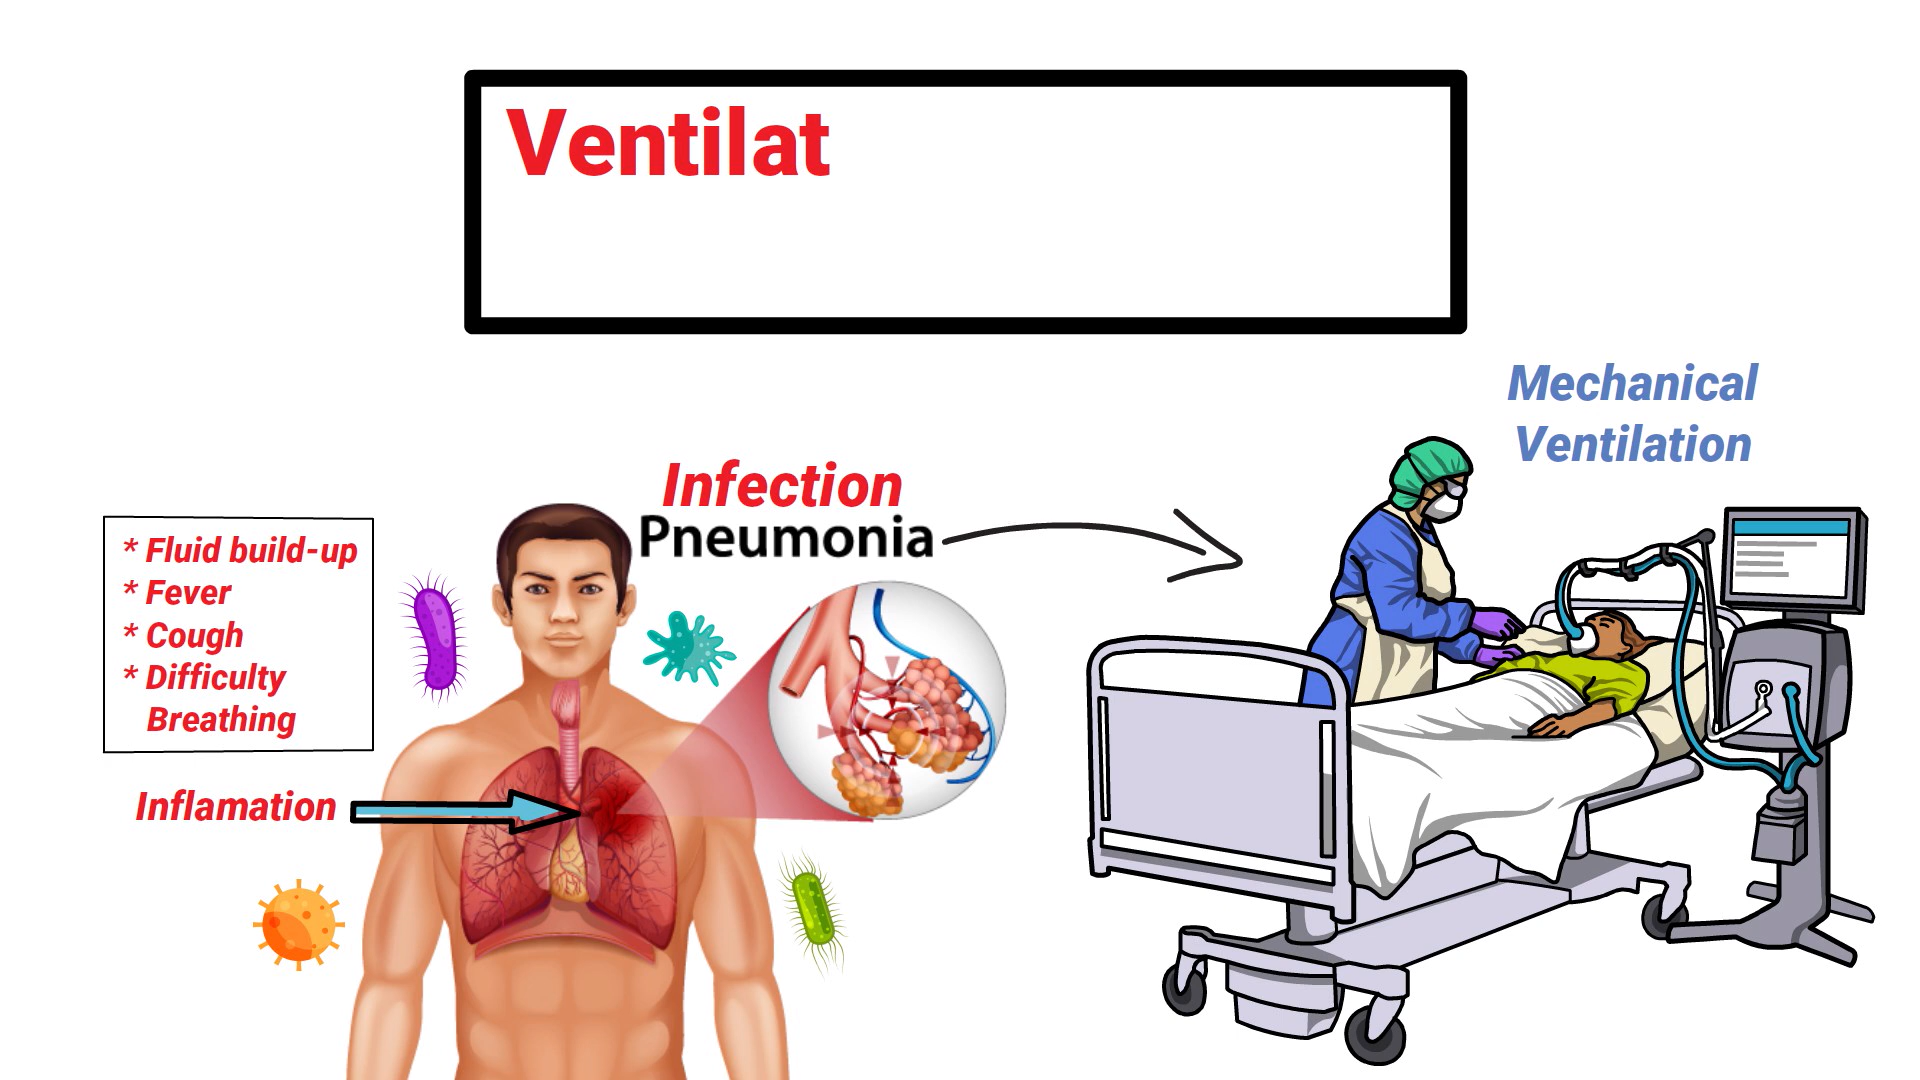 Ventilat
Mechanical
Ventilation
Infection
Pneumonia
* Fluid build-up
* Fever
* Cough
* Difficulty
Breathing
Inflamation